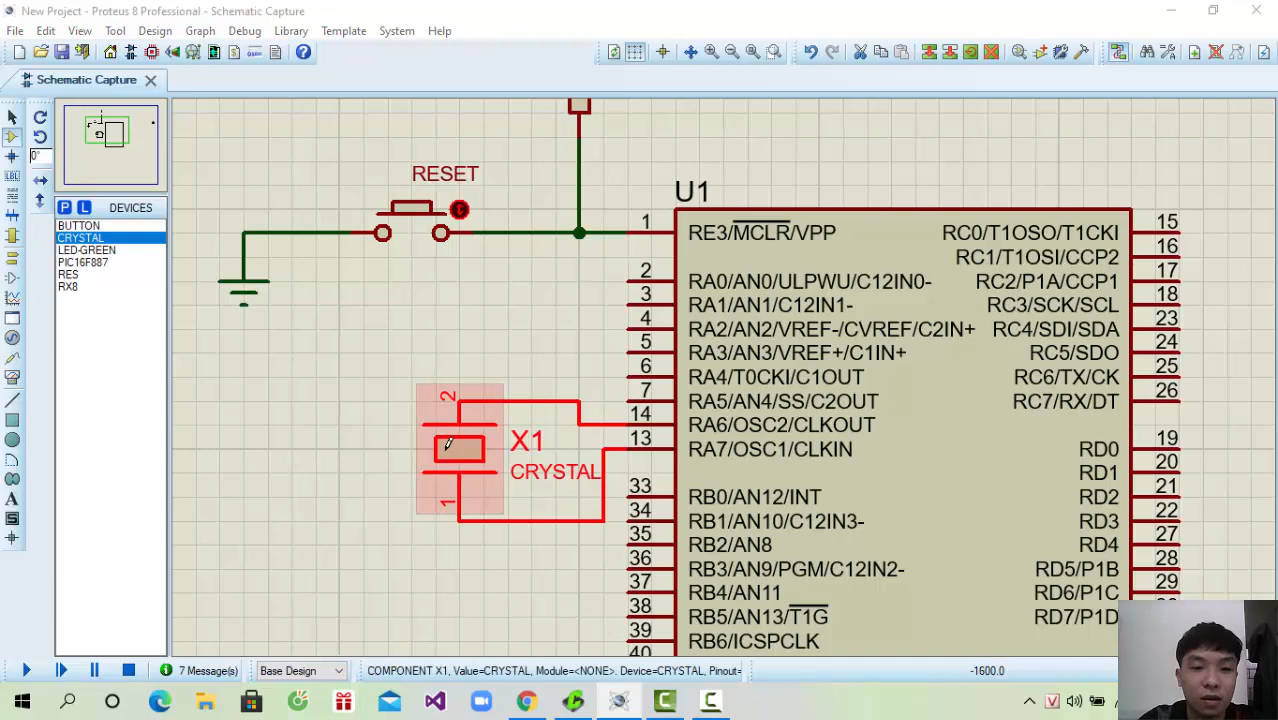 New Project - Proteus 8 Professional - Schematic Capture
File Edit View Tool Design Graph Debug Library Template System Help
Schematic Capture
0°
P L DEVICES
BUTTON
CRYSTAL
LED-GREEN
PIC16F887
RES
RX8
LBL
A
S
RESET
U1
1 RE3/MCLR/VPP RC0/T1OSO/T1CKI 15
RC1/T1OSI/CCP2 16
2 RA0/AN0/ULPWU/C12IN0- RC2/P1A/CCP1 17
3 RA1/AN1/C12IN1- RC3/SCK/SCL 18
4 RA2/AN2/VREF-/CVREF/C2IN+ RC4/SDI/SDA 23
5 RA3/AN3/VREF+/C1IN+ RC5/SDO 24
6 RA4/T0CKI/C1OUT RC6/TX/CK 25
7 RA5/AN4/SS/C2OUT RC7/RX/DT 26
14 RA6/OSC2/CLKOUT
13 RA7/OSC1/CLKIN RD0 19
RD1 20
33 RB0/AN12/INT RD2 21
34 RB1/AN10/C12IN3- RD3 22
35 RB2/AN8 RD4 27
36 RB3/AN9/PGM/C12IN2- RD5/P1B 28
37 RB4/AN11 RD6/P1C 29
38 RB5/AN13/T1G RD7/P1D
39 RB6/ICSPCLK
40
2
X1
CRYSTAL
1
7 Message(s) Base Design COMPONENT X1, Value=CRYSTAL, Module=<NONE>. Device=CRYSTAL, Pinout= -1600.0